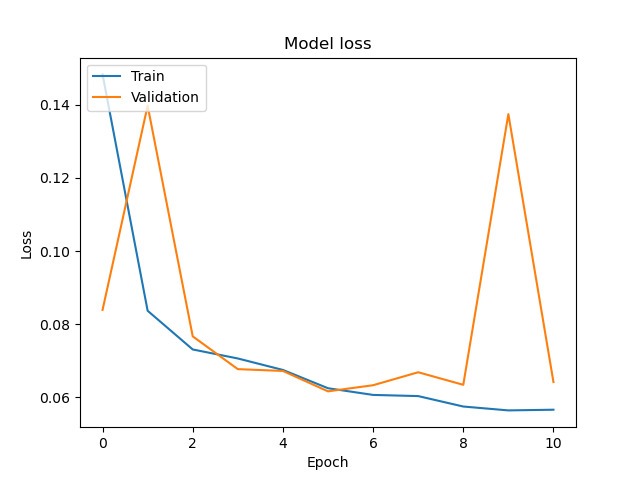 Model loss
Train
Validation
0.14
0.12
0.10
0.08
0.06
Loss
0 2 4 6 8 10
Epoch